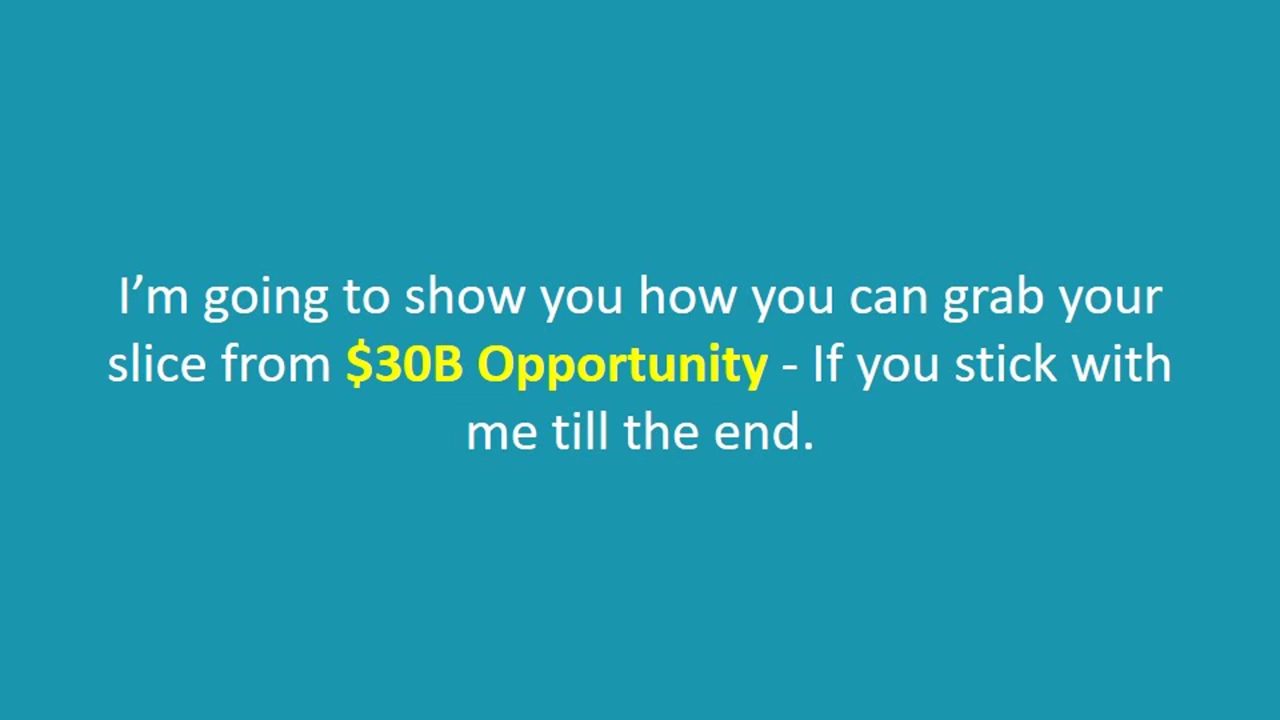 I’m going to show you how you can grab your
slice from $30B Opportunity - If you stick with
me till the end.